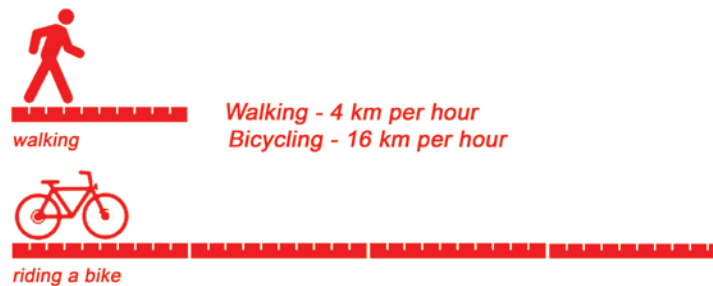 Walking - 4 km per hour
Bicycling - 16 km per hour
walking
riding a bike